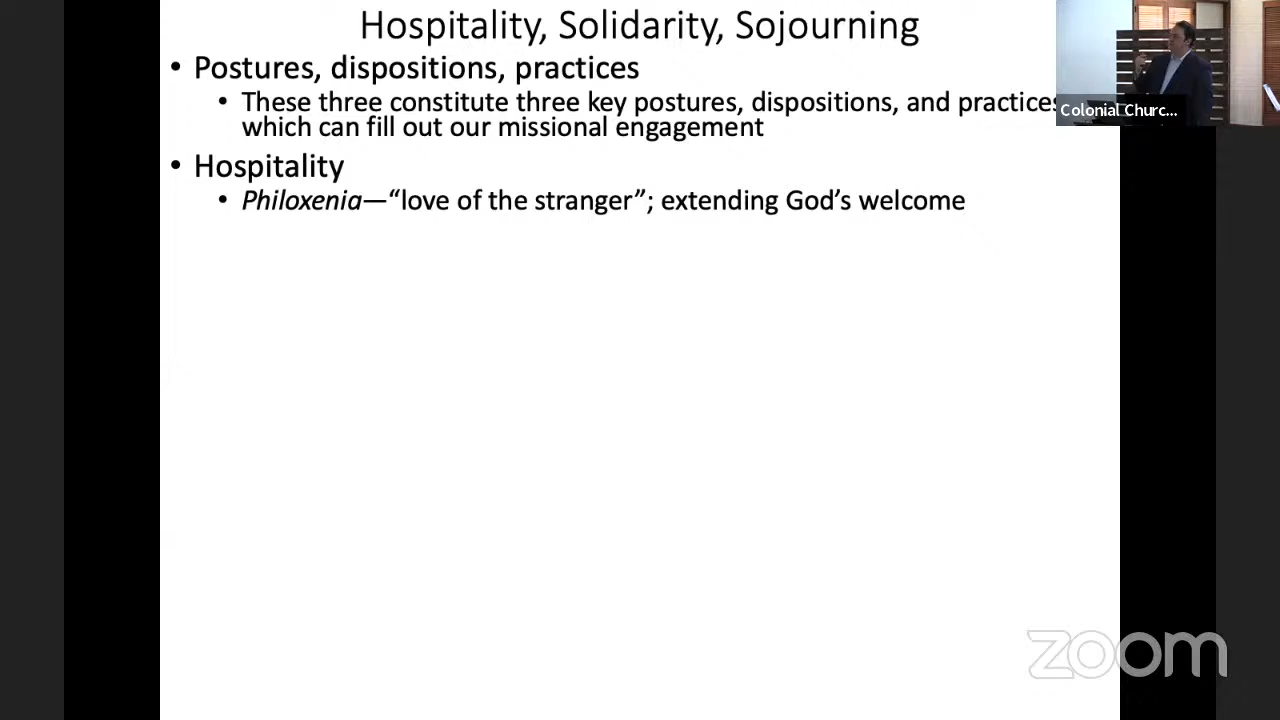 Hospitality, Solidarity, Sojourning
• Postures, dispositions, practices
• These three constitute three key postures, dispositions, and practices
which can fill out our missional engagement
• Hospitality
• Philoxenia—“love of the stranger”; extending God’s welcome
Colonial Churc...
zoom